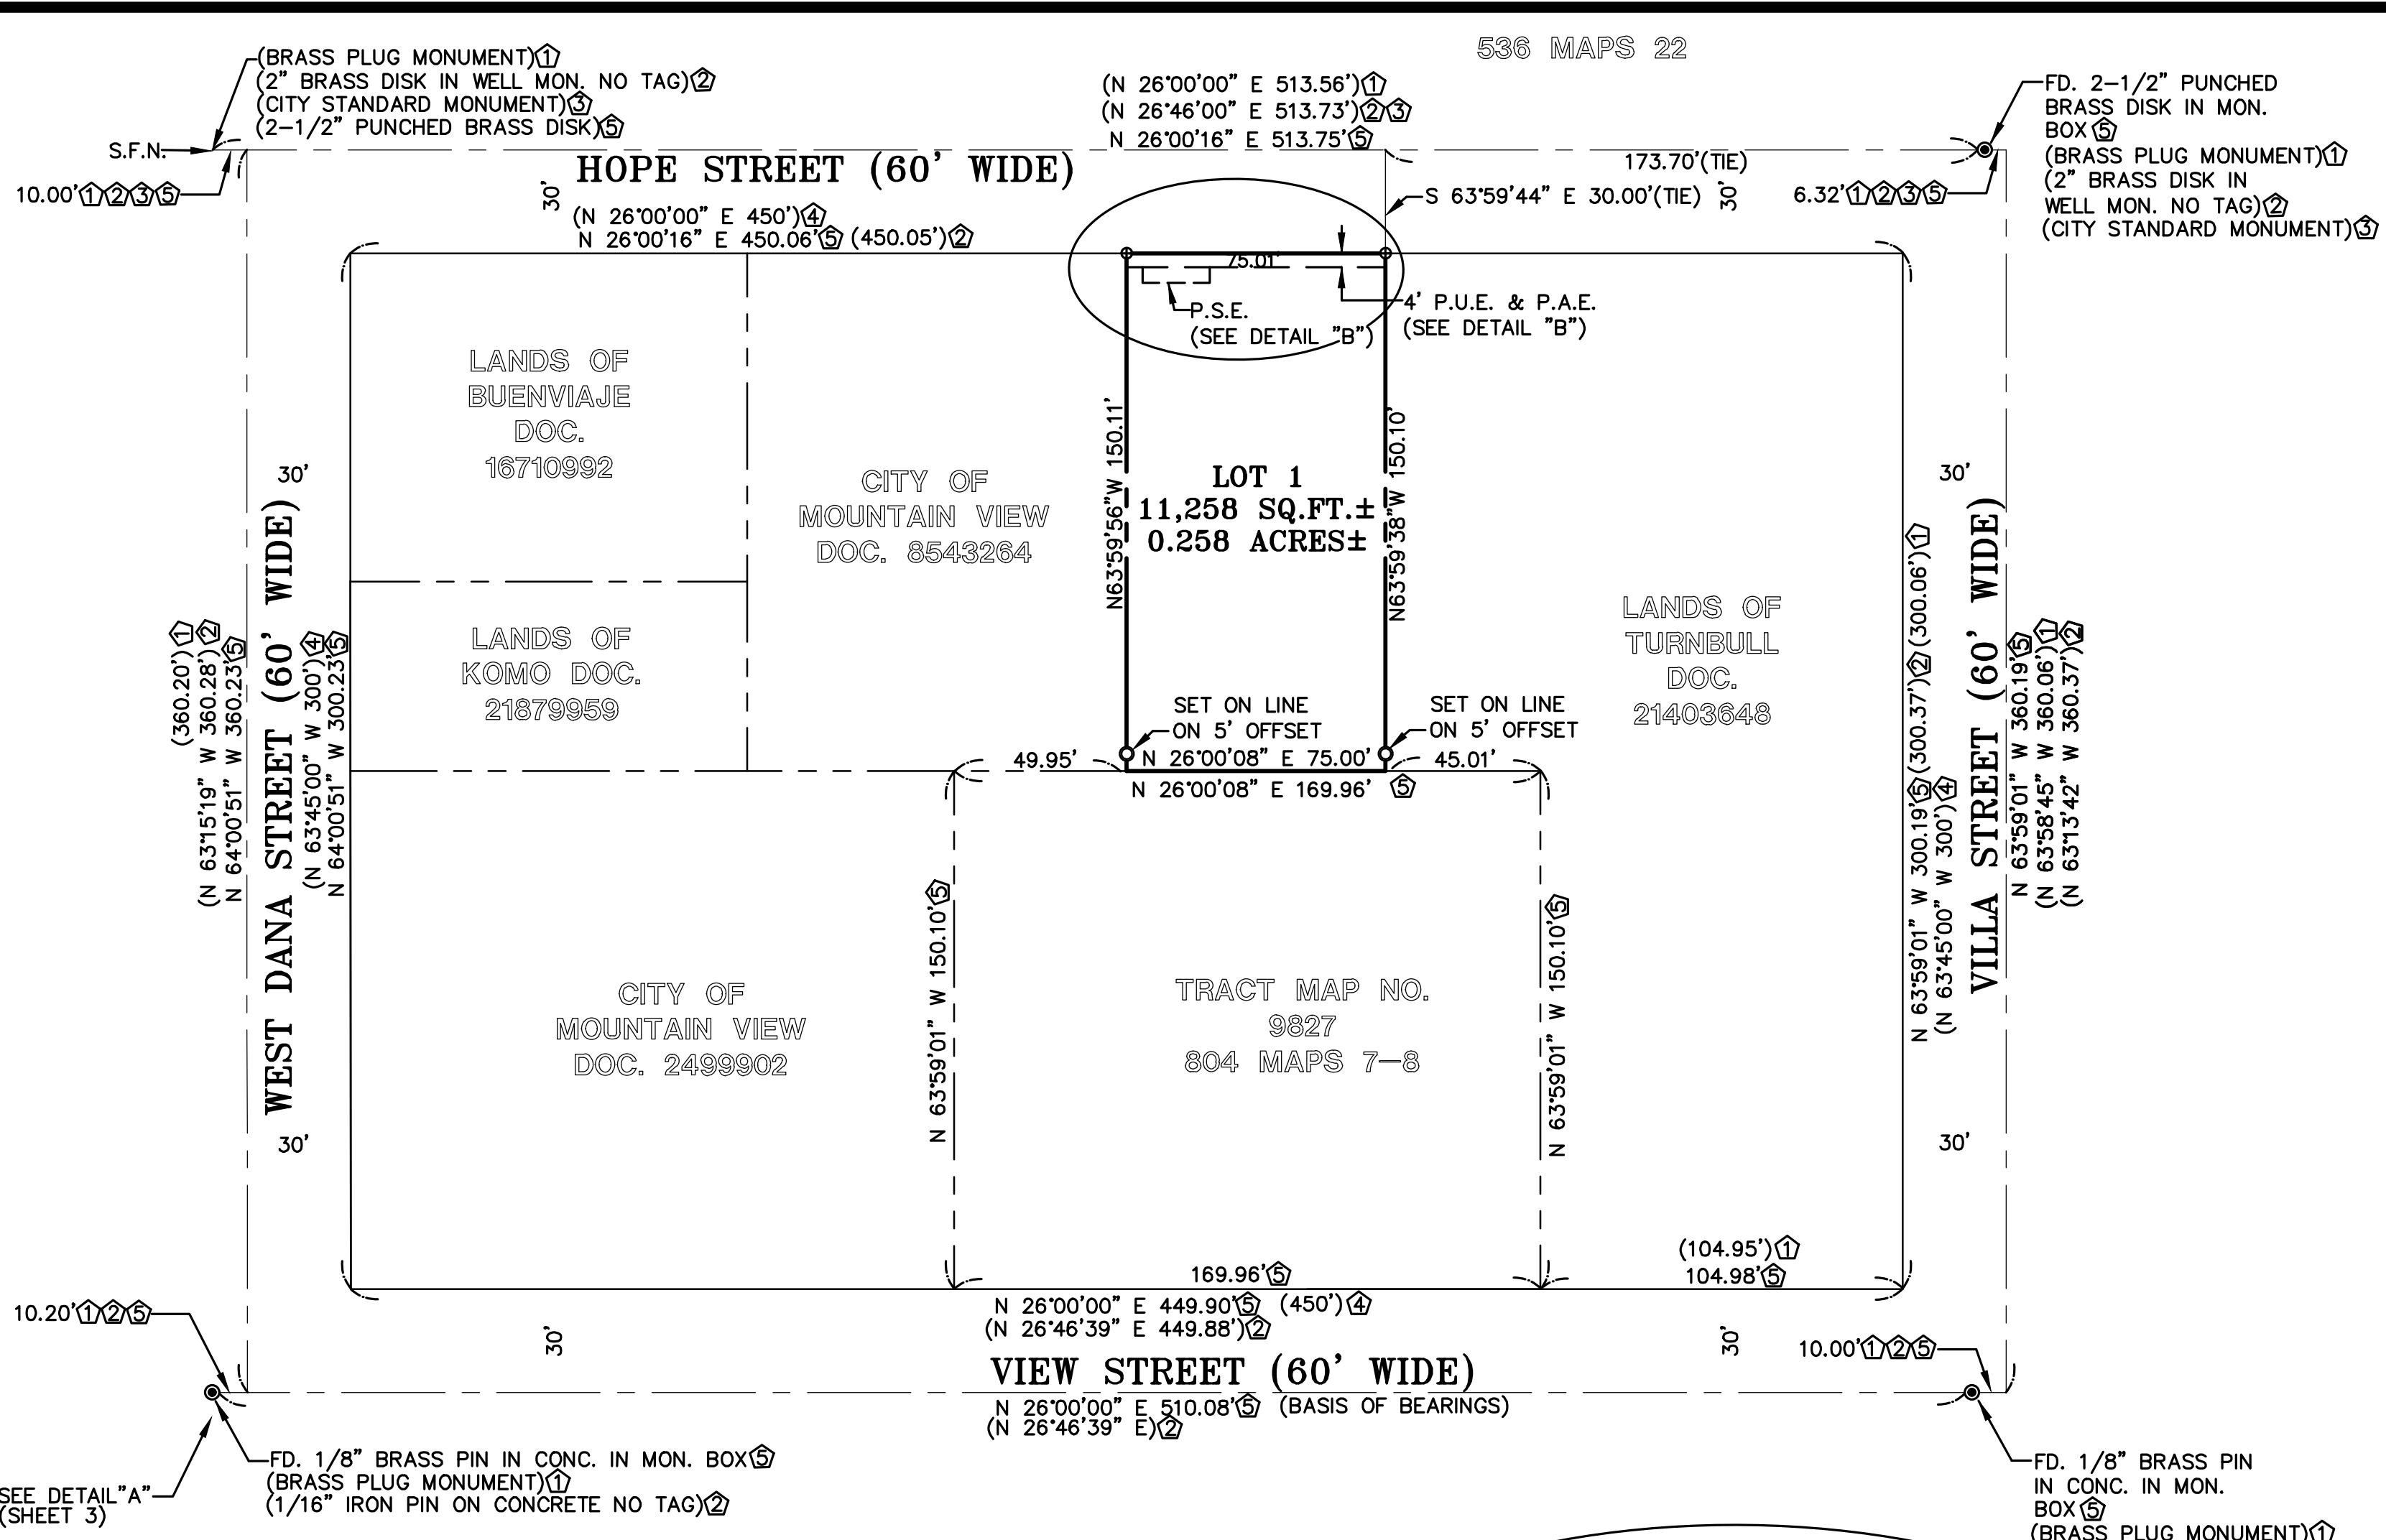 536 MAPS 22
(BRASS PLUG MONUMENT)1
(2" BRASS DISK IN WELL MON. NO TAG)2
(CITY STANDARD MONUMENT)3
(2-1/2" PUNCHED BRASS DISK)5
S.F.N.
10.00'1235
(N 26°00'00" E 513.56')1
(N 26°46'00" E 513.73')23
N 26°00'16" E 513.75'5
FD. 2-1/2" PUNCHED
BRASS DISK IN MON.
BOX5
(BRASS PLUG MONUMENT)1
(2" BRASS DISK IN
WELL MON. NO TAG)2
(CITY STANDARD MONUMENT)3
6.32'1235
HOPE STREET (60' WIDE)
30'
173.70'(TIE)
S 63°59'44" E 30.00'(TIE)
30'
(N 26°00'00" E 450')4
N 26°00'16" E 450.06'5 (450.05')2
75.01'
P.S.E.
(SEE DETAIL "B")
4' P.U.E. & P.A.E.
(SEE DETAIL "B")
LANDS OF
BUENVIAJE
DOC.
16710992
CITY OF
MOUNTAIN VIEW
DOC. 8543264
N63°59'56"W 150.11'
LOT 1
11,258 SQ.FT.±
0.258 ACRES±
N63°59'38"W 150.10'
LANDS OF
TURNBULL
DOC.
21403648
LANDS OF
KOMO DOC.
21879959
30'
30'
(360.20')1
(N 63°15'19" W 360.28')2
N 64°00'51" W 360.23'5
WEST DANA STREET (60' WIDE)
(N 63°45'00" W 300')4
N 64°00'51" W 300.23'5
N 63°59'01" W 300.19'5(300.37')2(300.06')1
(N 63°45'00" W 300')4
VILLA STREET (60' WIDE)
N 63°59'01" W 360.19'5
(N 63°58'45" W 360.06')1
(N 63°13'42" W 360.37')2
SET ON LINE
ON 5' OFFSET
SET ON LINE
ON 5' OFFSET
49.95'
N 26°00'08" E 75.00'
45.01'
N 26°00'08" E 169.96' 5
N 63°59'01" W 150.10'5
N 63°59'01" W 150.10'5
CITY OF
MOUNTAIN VIEW
DOC. 2499902
TRACT MAP NO.
9827
804 MAPS 7-8
30'
30'
169.96'5
(104.95')1
104.98'5
N 26°00'00" E 449.90'5 (450')4
(N 26°46'39" E 449.88')2
30'
30'
10.20'125
10.00'125
VIEW STREET (60' WIDE)
N 26°00'00" E 510.08'5 (BASIS OF BEARINGS)
(N 26°46'39" E)2
FD. 1/8" BRASS PIN IN CONC. IN MON. BOX5
(BRASS PLUG MONUMENT)1
(1/16" IRON PIN ON CONCRETE NO TAG)2
SEE DETAIL"A"
(SHEET 3)
FD. 1/8" BRASS PIN
IN CONC. IN MON.
BOX5
(BRASS PLUG MONUMENT)1